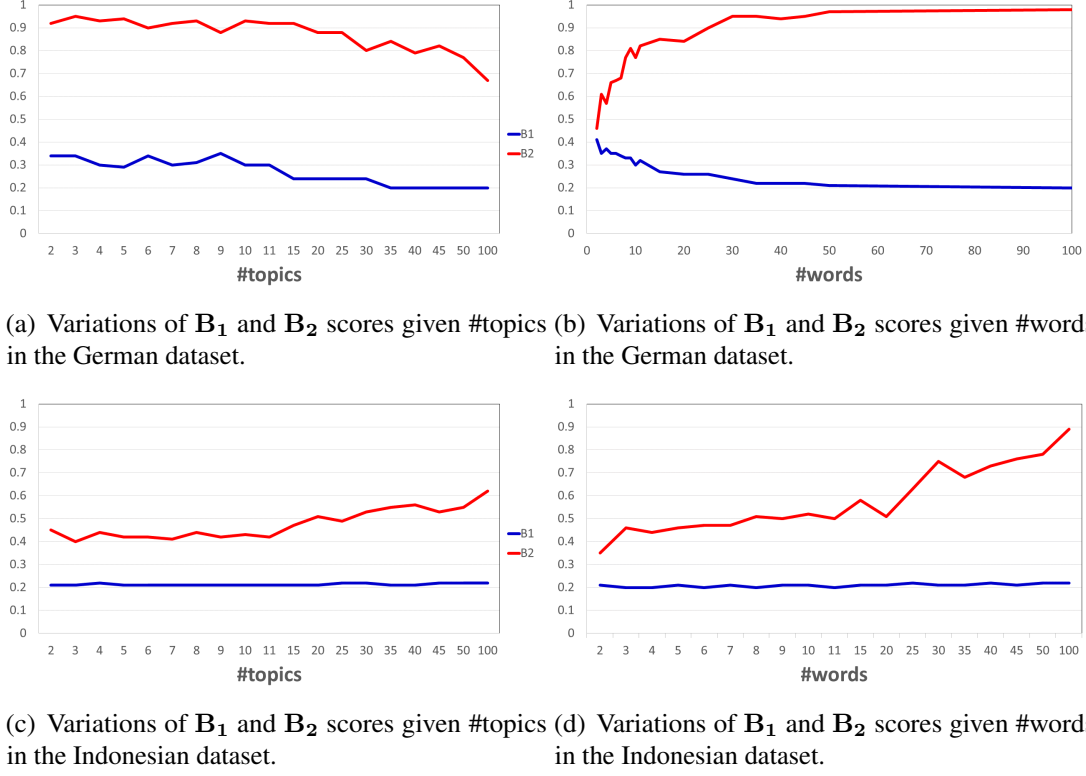 1
0.9
0.8
0.7
0.6
0.5
0.4
0.3
0.2
0.1
0
2 3 4 5 6 7 8 9 10 11 15 20 25 30 35 40 45 50 100
#topics
B1
B2
1
0.9
0.8
0.7
0.6
0.5
0.4
0.3
0.2
0.1
0
0 10 20 30 40 50 60 70 80 90 100
#words
(a) Variations of B1 and B2 scores given #topics
in the German dataset.
(b) Variations of B1 and B2 scores given #word
in the German dataset.
1
0.9
0.8
0.7
0.6
0.5
0.4
0.3
0.2
0.1
0
2 3 4 5 6 7 8 9 10 11 15 20 25 30 35 40 45 50 100
#topics
B1
B2
1
0.9
0.8
0.7
0.6
0.5
0.4
0.3
0.2
0.1
0
2 3 4 5 6 7 8 9 10 11 15 20 25 30 35 40 45 50 100
#words
(c) Variations of B1 and B2 scores given #topics
in the Indonesian dataset.
(d) Variations of B1 and B2 scores given #word
in the Indonesian dataset.